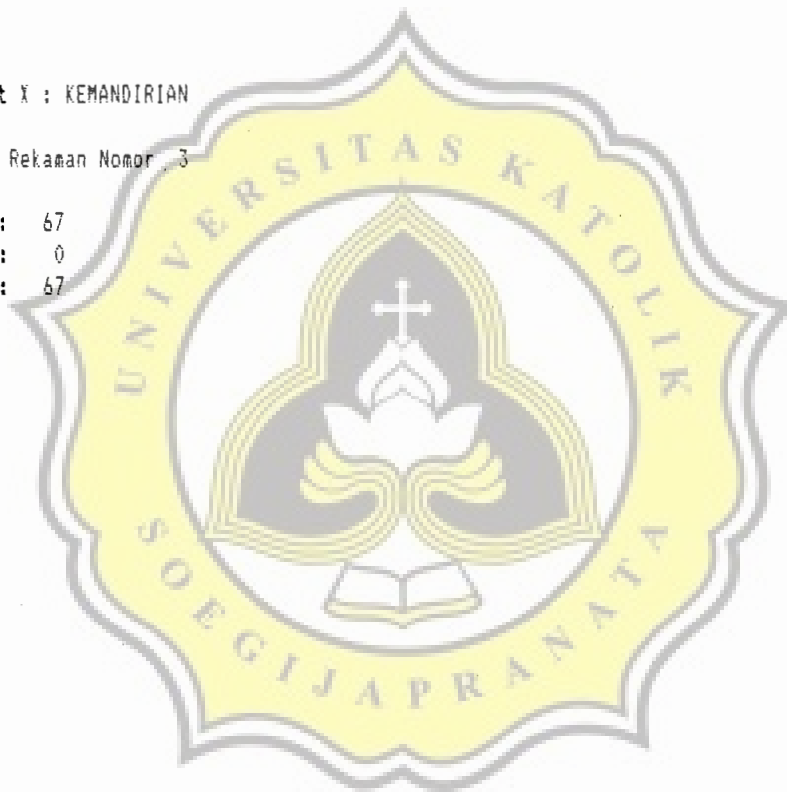 t X : KEMANDIRIAN
Rekaman Nomor 3
: 67
: 0
: 67
UNIVERSITAS KATOLIK
SOEGIJAPRANATA